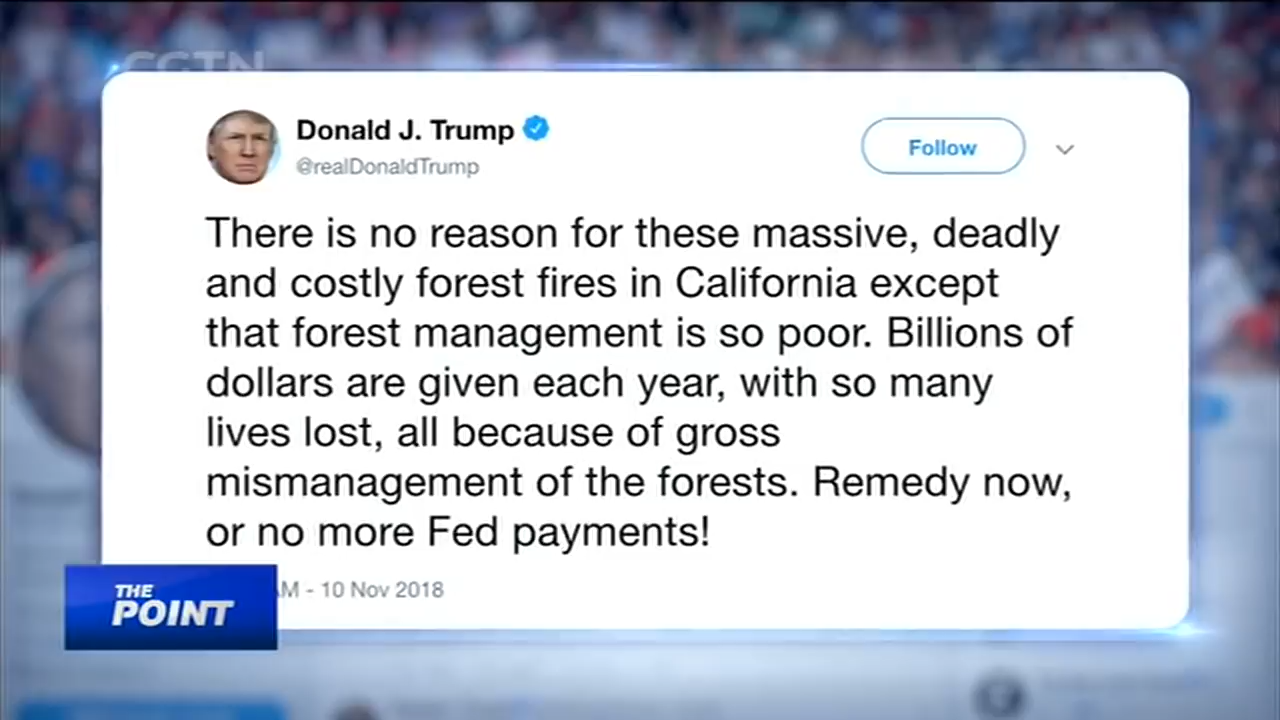 CGTN
Donald J. Trump
@realDonaldTrump
Follow
There is no reason for these massive, deadly
and costly forest fires in California except
that forest management is so poor. Billions of
dollars are given each year, with so many
lives lost, all because of gross
mismanagement of the forests. Remedy now,
or no more Fed payments!
AM - 10 Nov 2018
THE
POINT